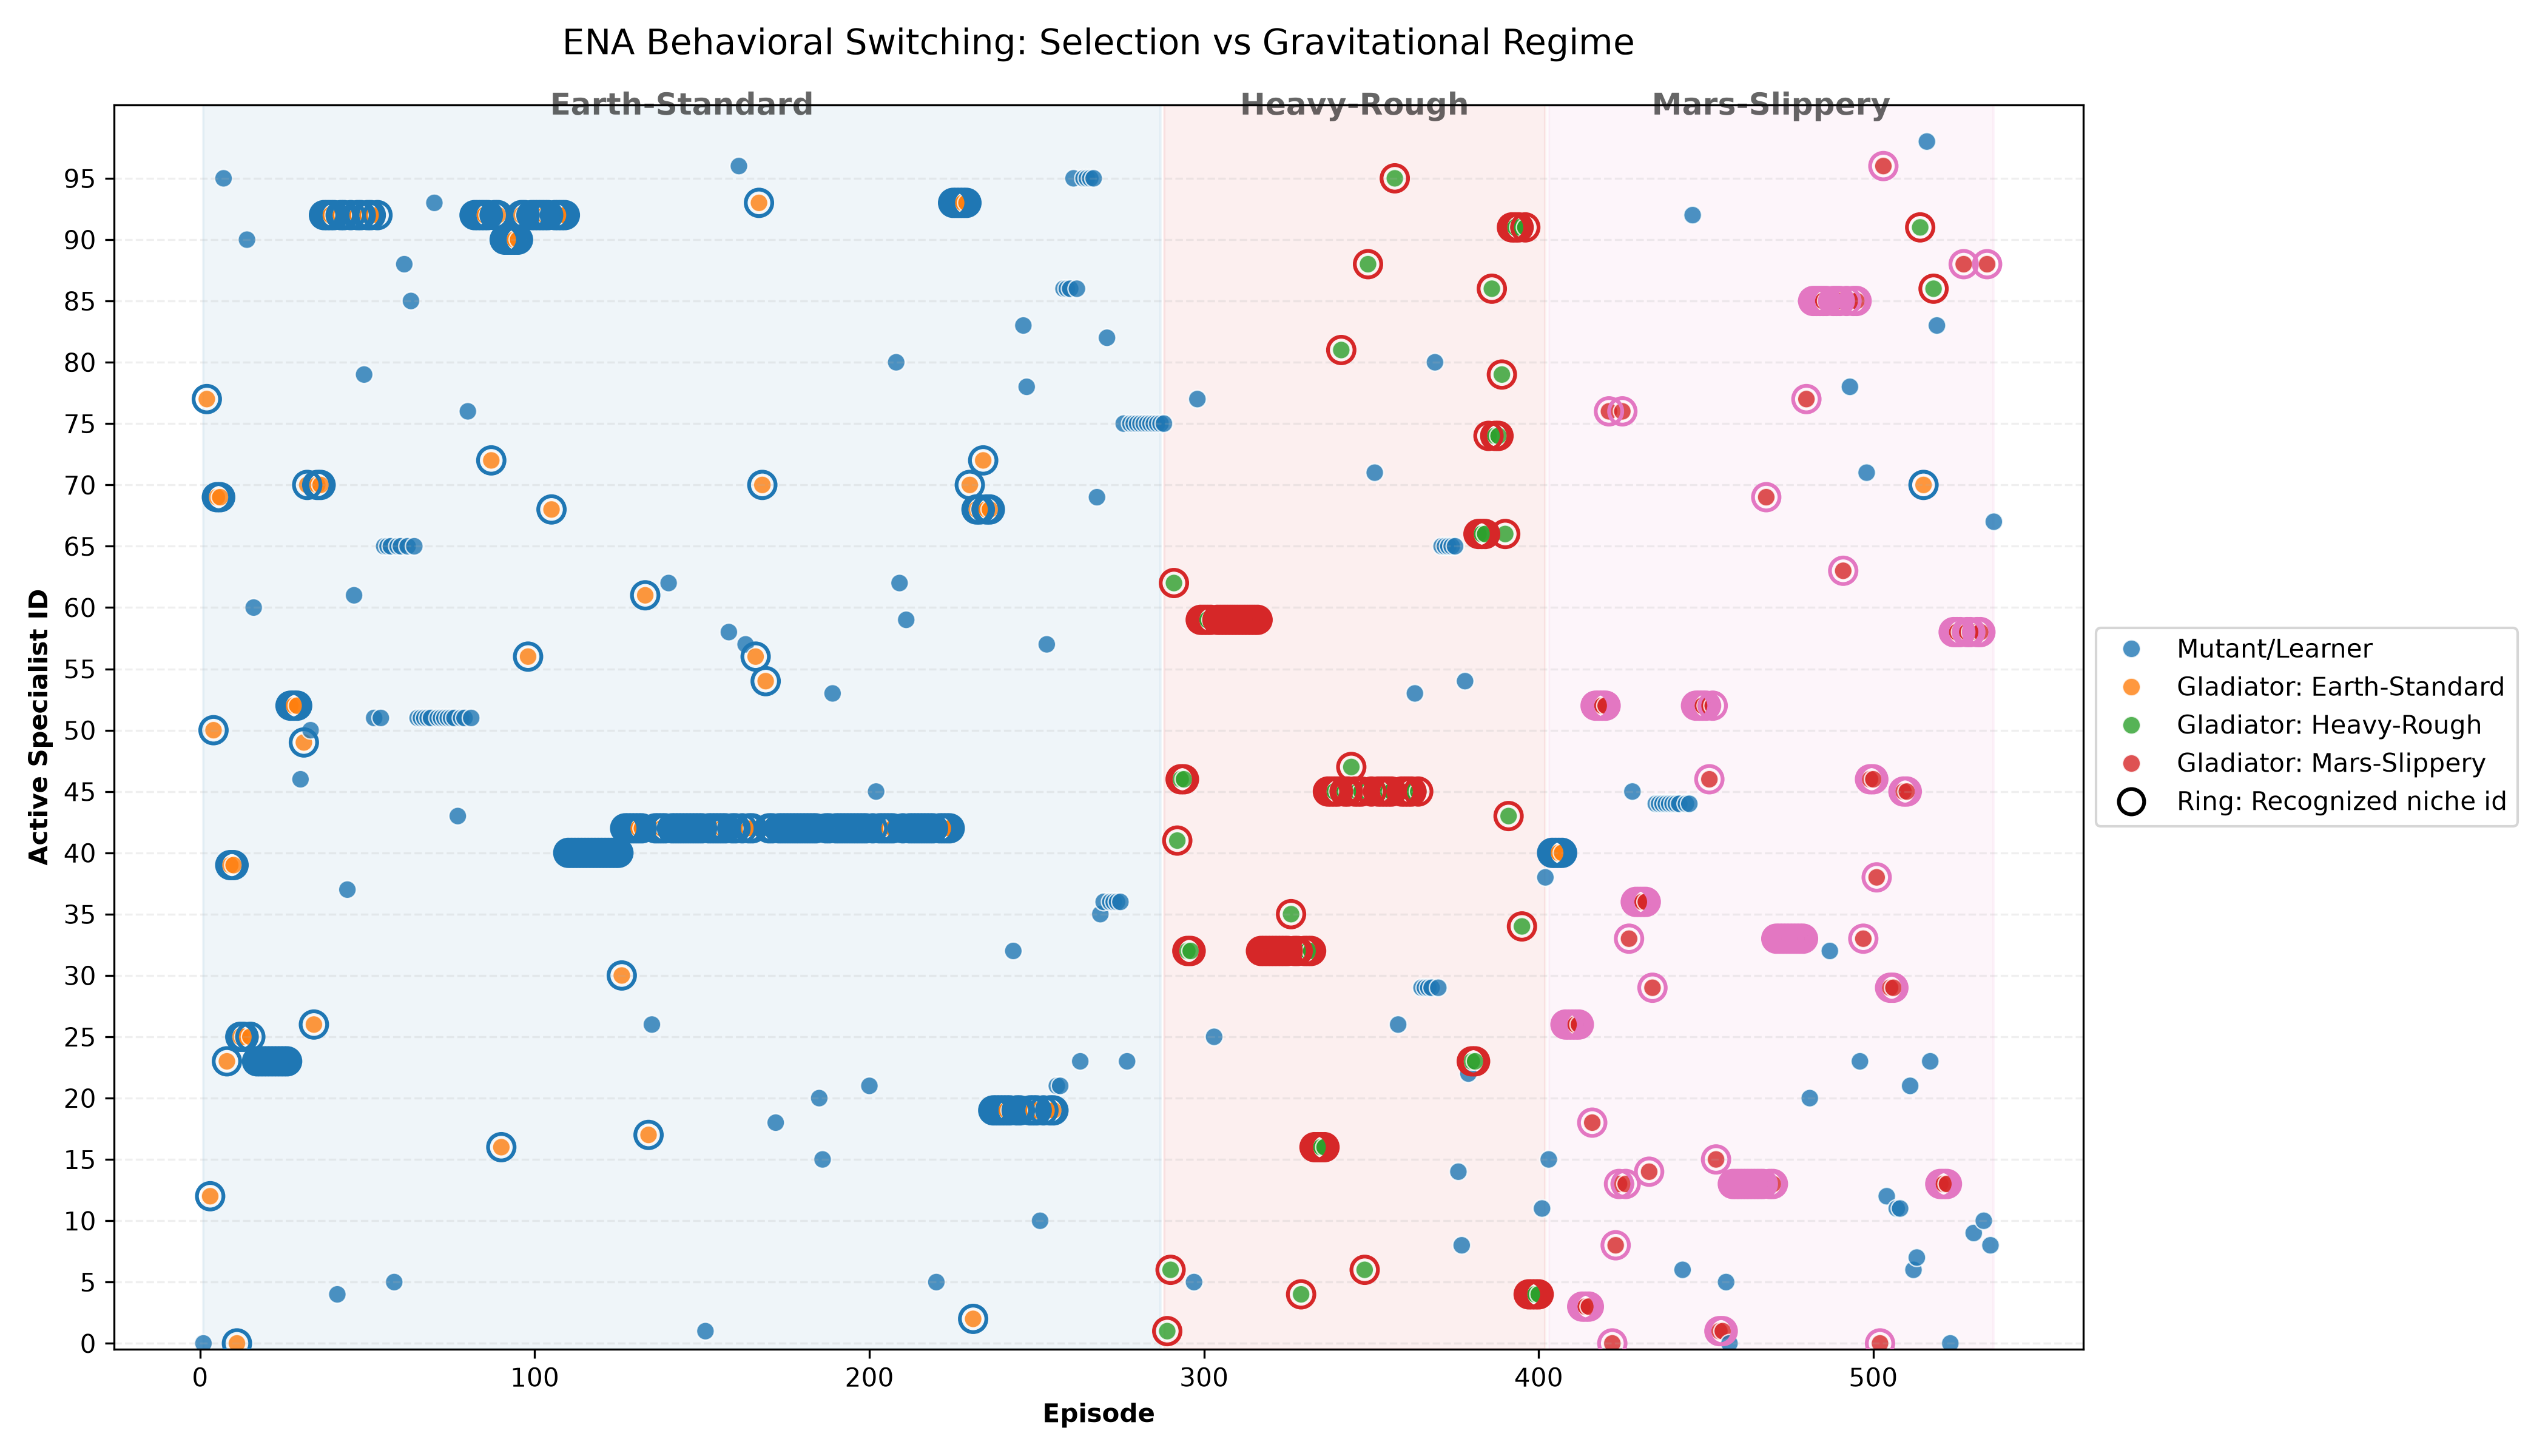 ENA Behavioral Switching: Selection vs Gravitational Regime
Earth-Standard
Heavy-Rough
Mars-Slippery
95
90
85
80
75
70
65
60
55
50
45
40
35
30
25
20
15
10
5
0
Active Specialist ID
0
100
200
300
400
500
Episode
Mutant/Learner
Gladiator: Earth-Standard
Gladiator: Heavy-Rough
Gladiator: Mars-Slippery
Ring: Recognized niche id